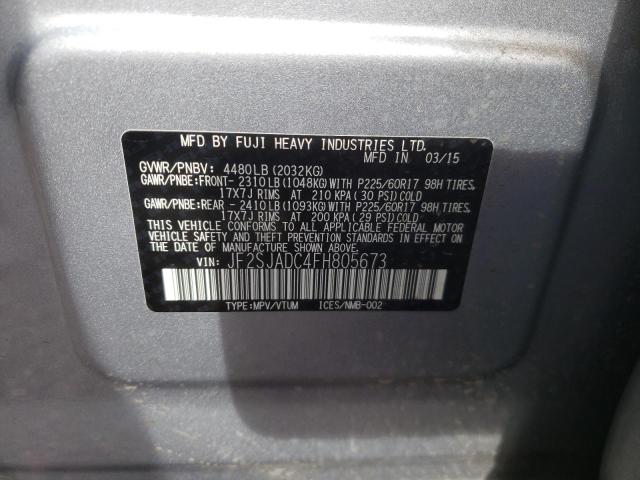 MFD BY FUJI HEAVY INDUSTRIES LTD.
MFD IN 03/15
GVWR/PNBV: 4480LB (2032KG)
GAWR/PNBE:FRONT- 2310LB (1048KG) WITH P225/60R17 98H TIRES,
17X7J RIMS AT 210 KPA (30 PSI) COLD
GAWR/PNBE:REAR - 2410LB (1093KG) WITH P225/60R17 98H TIRES,
17X7J RIMS AT 200 KPA (29 PSI) COLD
THIS VEHICLE CONFORMS TO ALL APPLICABLE FEDERAL MOTOR
VEHICLE SAFETY AND THEFT PREVENTION STANDARDS IN
EFFECT ON THE DATE OF MANUFACTURE SHOWN ABOVE.
VIN: JF2SJADC4FH805673
TYPE:MPV/VTUM ICES/NMB-002